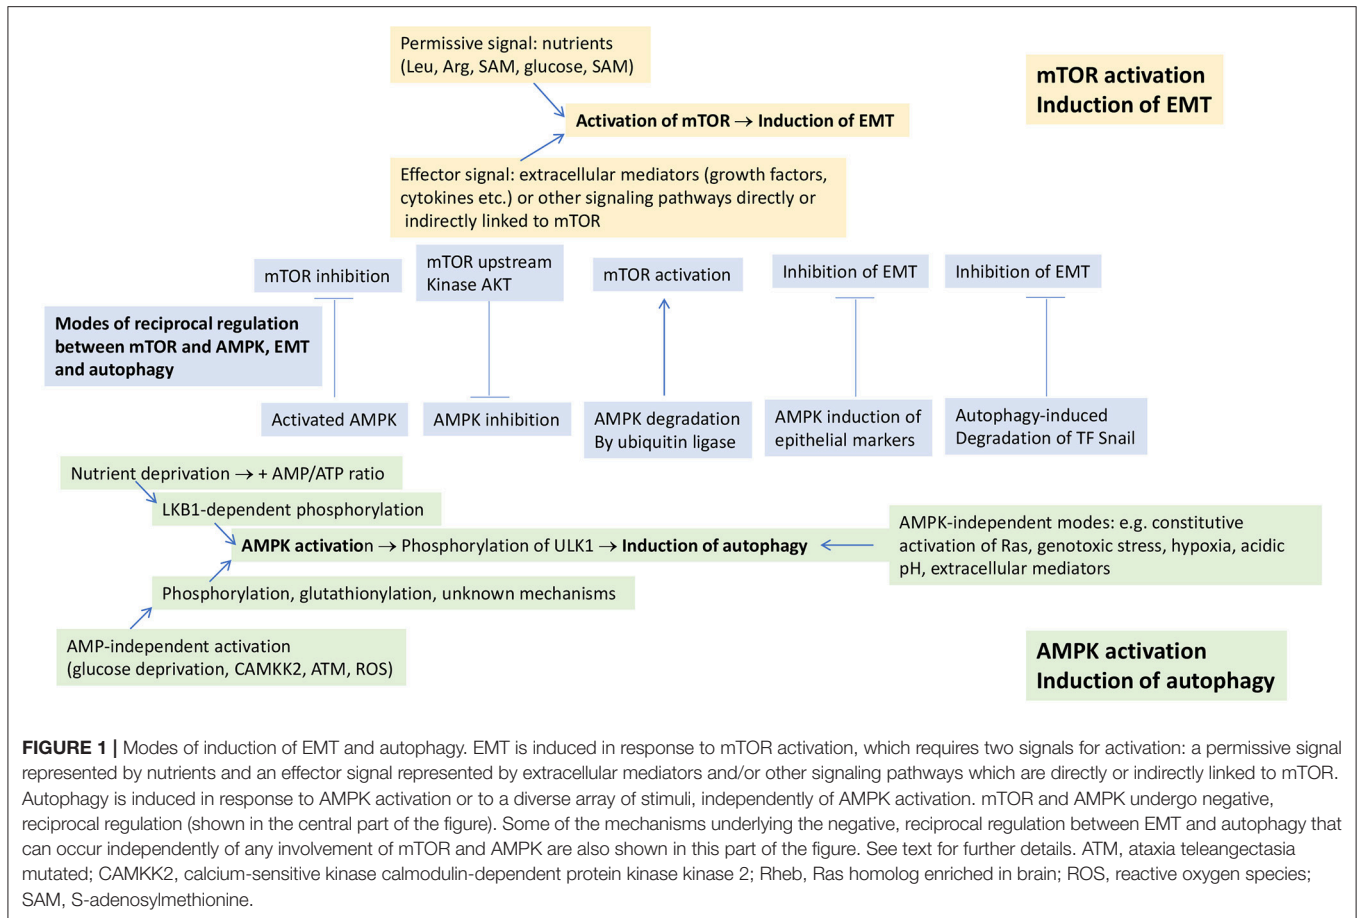 Permissive signal: nutrients
(Leu, Arg, SAM, glucose, SAM)
mTOR activation
Induction of EMT
Activation of mTOR → Induction of EMT
Effector signal: extracellular mediators (growth factors,
cytokines etc.) or other signaling pathways directly or
indirectly linked to mTOR
mTOR inhibition
mTOR upstream
Kinase AKT
mTOR activation
Inhibition of EMT
Inhibition of EMT
Modes of reciprocal regulation
between mTOR and AMPK, EMT
and autophagy
Activated AMPK
AMPK inhibition
AMPK degradation
By ubiquitin ligase
AMPK induction of
epithelial markers
Autophagy-induced
Degradation of TF Snail
Nutrient deprivation → + AMP/ATP ratio
LKB1-dependent phosphorylation
AMPK activation → Phosphorylation of ULK1 → Induction of autophagy
AMPK-independent modes: e.g. constitutive
activation of Ras, genotoxic stress, hypoxia, acidic
pH, extracellular mediators
Phosphorylation, glutathionylation, unknown mechanisms
AMP-independent activation
(glucose deprivation, CAMKK2, ATM, ROS)
AMPK activation
Induction of autophagy
FIGURE 1 | Modes of induction of EMT and autophagy. EMT is induced in response to mTOR activation, which requires two signals for activation: a permissive signal
represented by nutrients and an effector signal represented by extracellular mediators and/or other signaling pathways which are directly or indirectly linked to mTOR.
Autophagy is induced in response to AMPK activation or to a diverse array of stimuli, independently of AMPK activation. mTOR and AMPK undergo negative,
reciprocal regulation (shown in the central part of the figure). Some of the mechanisms underlying the negative, reciprocal regulation between EMT and autophagy that
can occur independently of any involvement of mTOR and AMPK are also shown in this part of the figure. See text for further details. ATM, ataxia teleangectasia
mutated; CAMKK2, calcium-sensitive kinase calmodulin-dependent protein kinase kinase 2; Rheb, Ras homolog enriched in brain; ROS, reactive oxygen species;
SAM, S-adenosylmethionine.